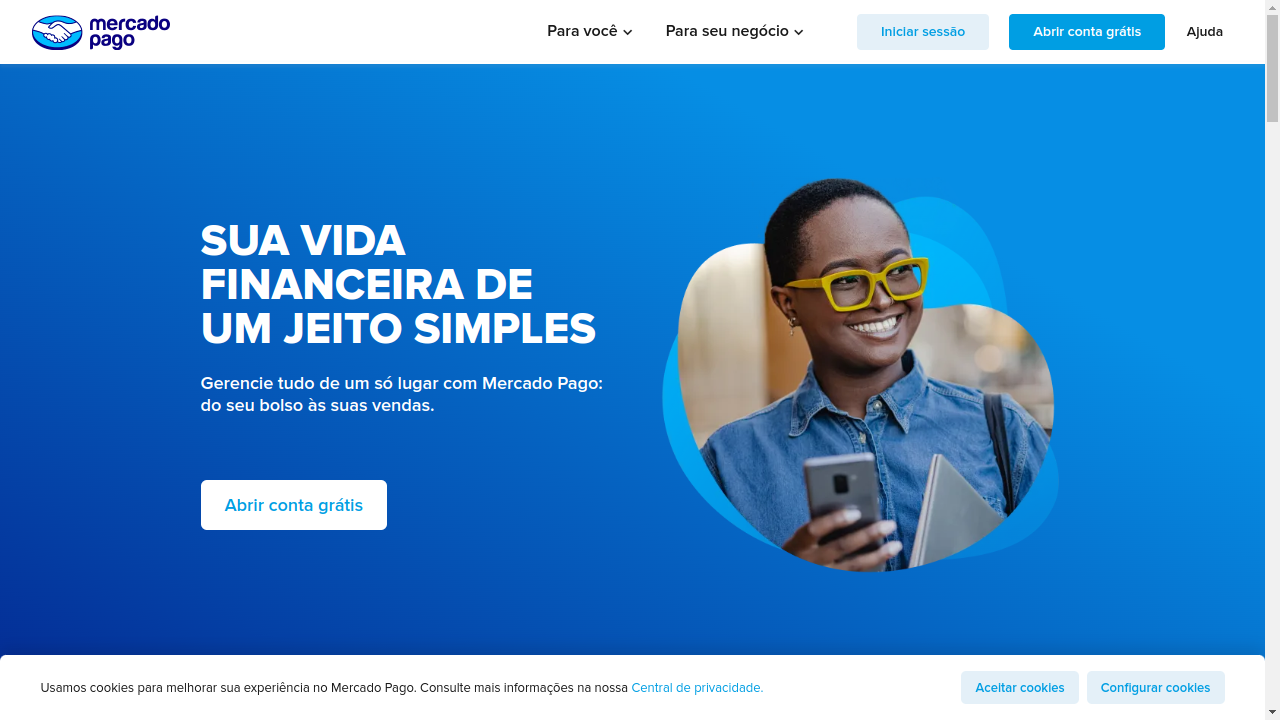 mercado
pago
Para você
Para seu negócio
Iniciar sessão
Abrir conta grátis
Ajuda
SUA VIDA
FINANCEIRA DE
UM JEITO SIMPLES
Gerencie tudo de um só lugar com Mercado Pago:
do seu bolso às suas vendas.
Abrir conta grátis
Usamos cookies para melhorar sua experiência no Mercado Pago. Consulte mais informações na nossa Central de privacidade.
Aceitar cookies
Configurar cookies